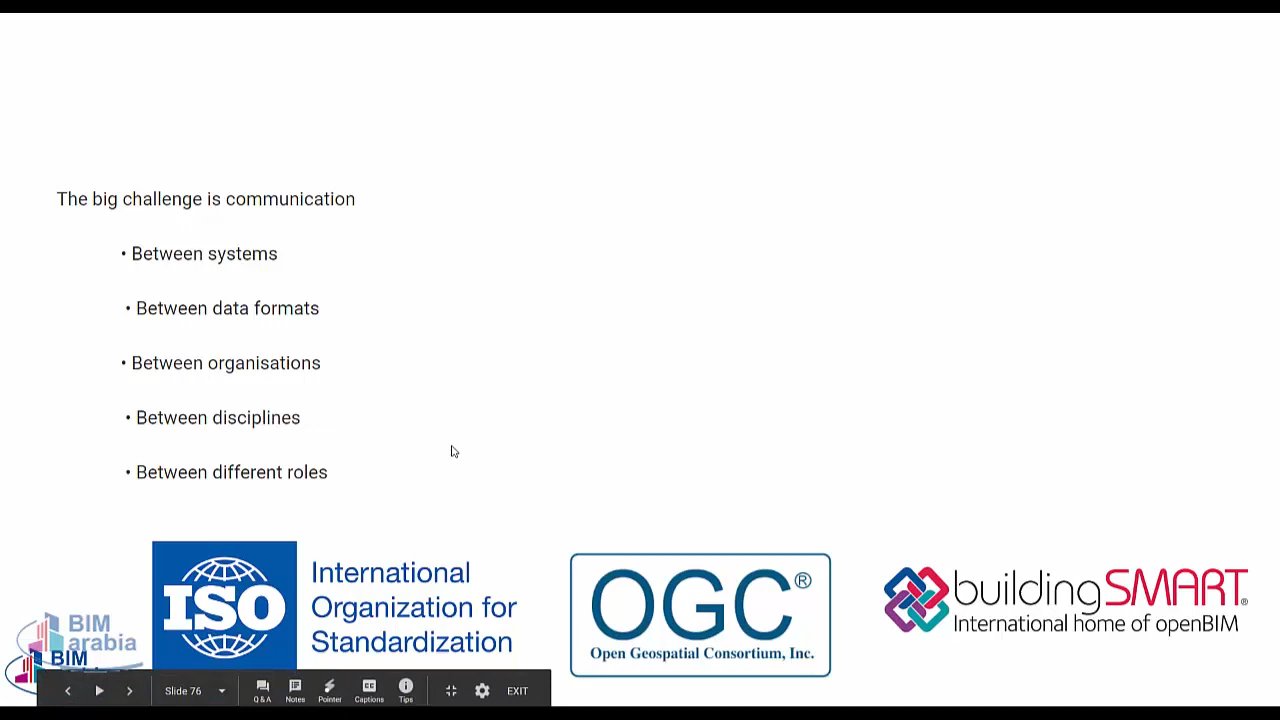 The big challenge is communication
• Between systems
• Between data formats
• Between organisations
• Between disciplines
• Between different roles
ISO
International
Organization for
Standardization
OGC®
Open Geospatial Consortium, Inc.
buildingSMART®
International home of openBIM
BIM
arabia
BIM
Slide 76
Q & A
Notes
Pointer
Captions
CC
Tips
EXIT